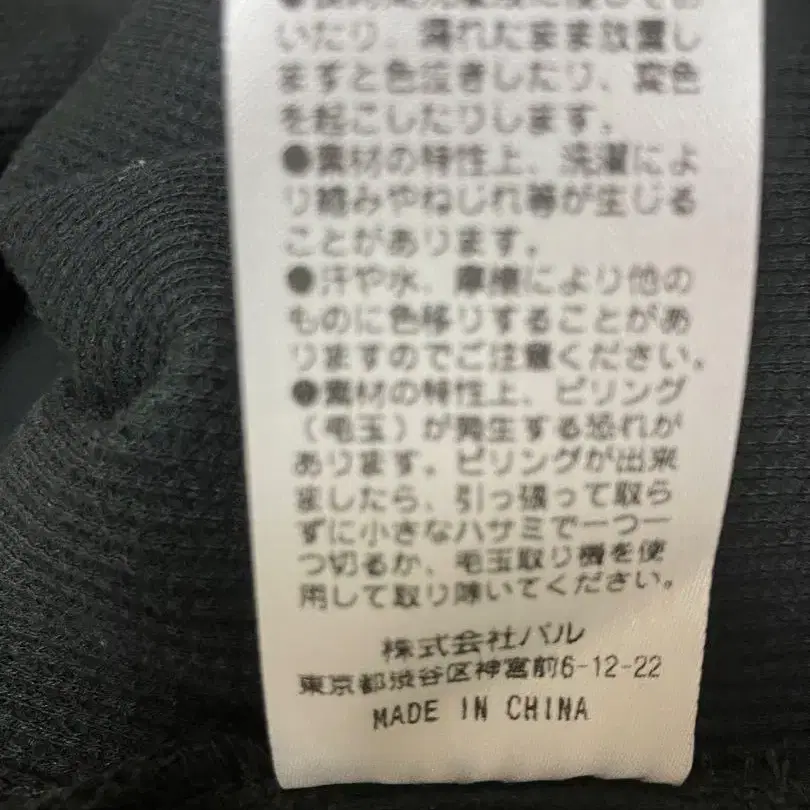 いたり、濡れたまま放置し
ますと色泣きしたり、変色
を起こしたりします。
●素材の特性上、洗濯によ
り縮みやねじれ等が生じる
ことがあります。
●汗や水、摩擦により他の
ものに色移りすることがあ
りますのでご注意ください。
●素材の特性上、ピリング
(毛玉)が発生する恐れが
あります。ピリングが出来
ましたら、引っ張って取ら
ずに小さなハサミで一つ一
つ切るか、毛玉取り機を使
用して取り除いてください。
株式会社パル
東京都渋谷区神宮前6-12-22
MADE IN CHINA